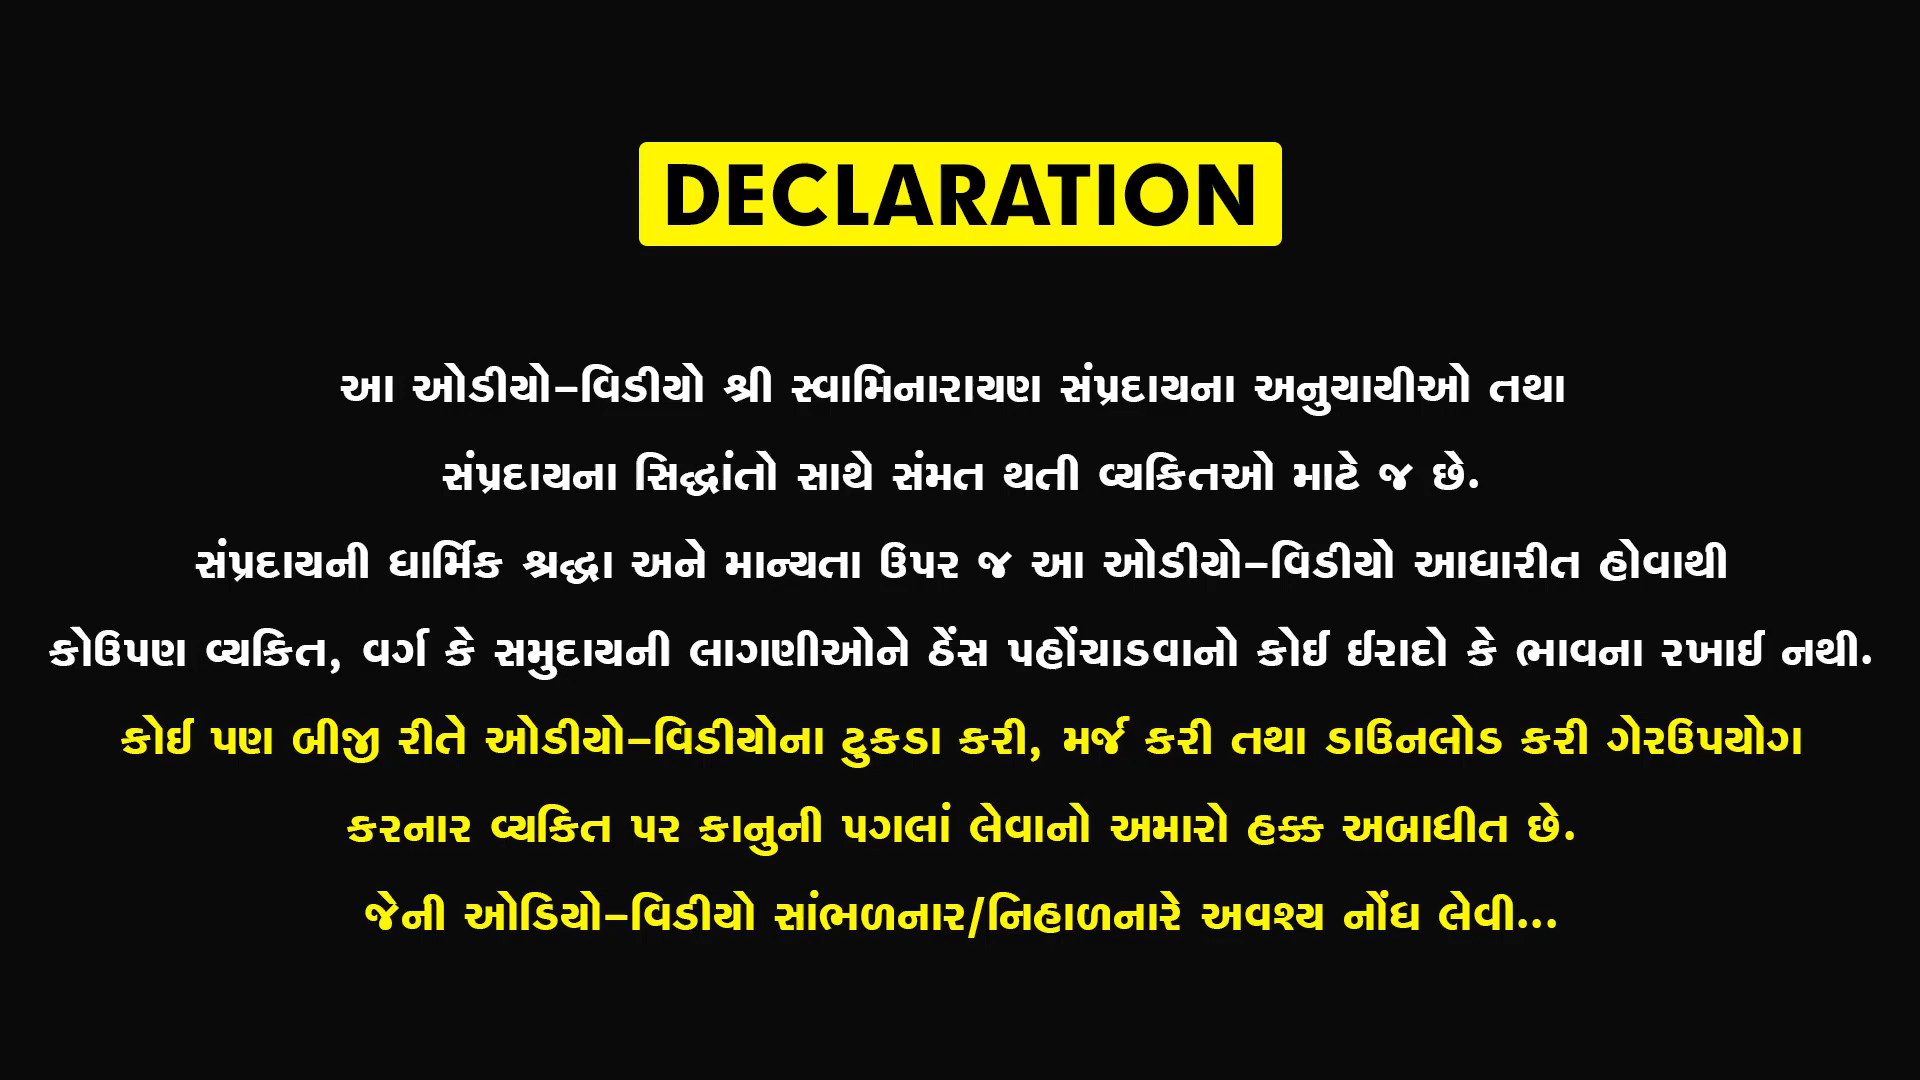 DECLARATION
આ ઓડીયો-વિડીયો શ્રી સ્વામિનારાયણ સંપ્રદાયના અનુયાયીઓ તથા
સંપ્રદાયના સિદ્ધાંતો સાથે સંમત થતી વ્યકિતઓ માટે જ છે.
સંપ્રદાયની ધાર્મિક શ્રદ્ધા અને માન્યતા ઉપર જ આ ઓડીયો-વિડીયો આધારીત હોવાથી
કોઉપણ વ્યકિત, વર્ગ કે સમુદાયની લાગણીઓને ઠેંસ પહોંચાડવાનો કોઈ ઈરાદો કે ભાવના રખાઈ નથી.
કોઈ પણ બીજી રીતે ઓડીયો-વિડીયોના ટુકડા કરી, મર્જ કરી તથા ડાઉનલોડ કરી ગેરઉપયોગ
કરનાર વ્યકિત પર કાનુની પગલાં લેવાનો અમારો હક્ક અબાધીત છે.
જેની ઓડિયો-વિડીયો સાંભળનાર/નિહાળનારે અવશ્ય નોંધ લેવી...